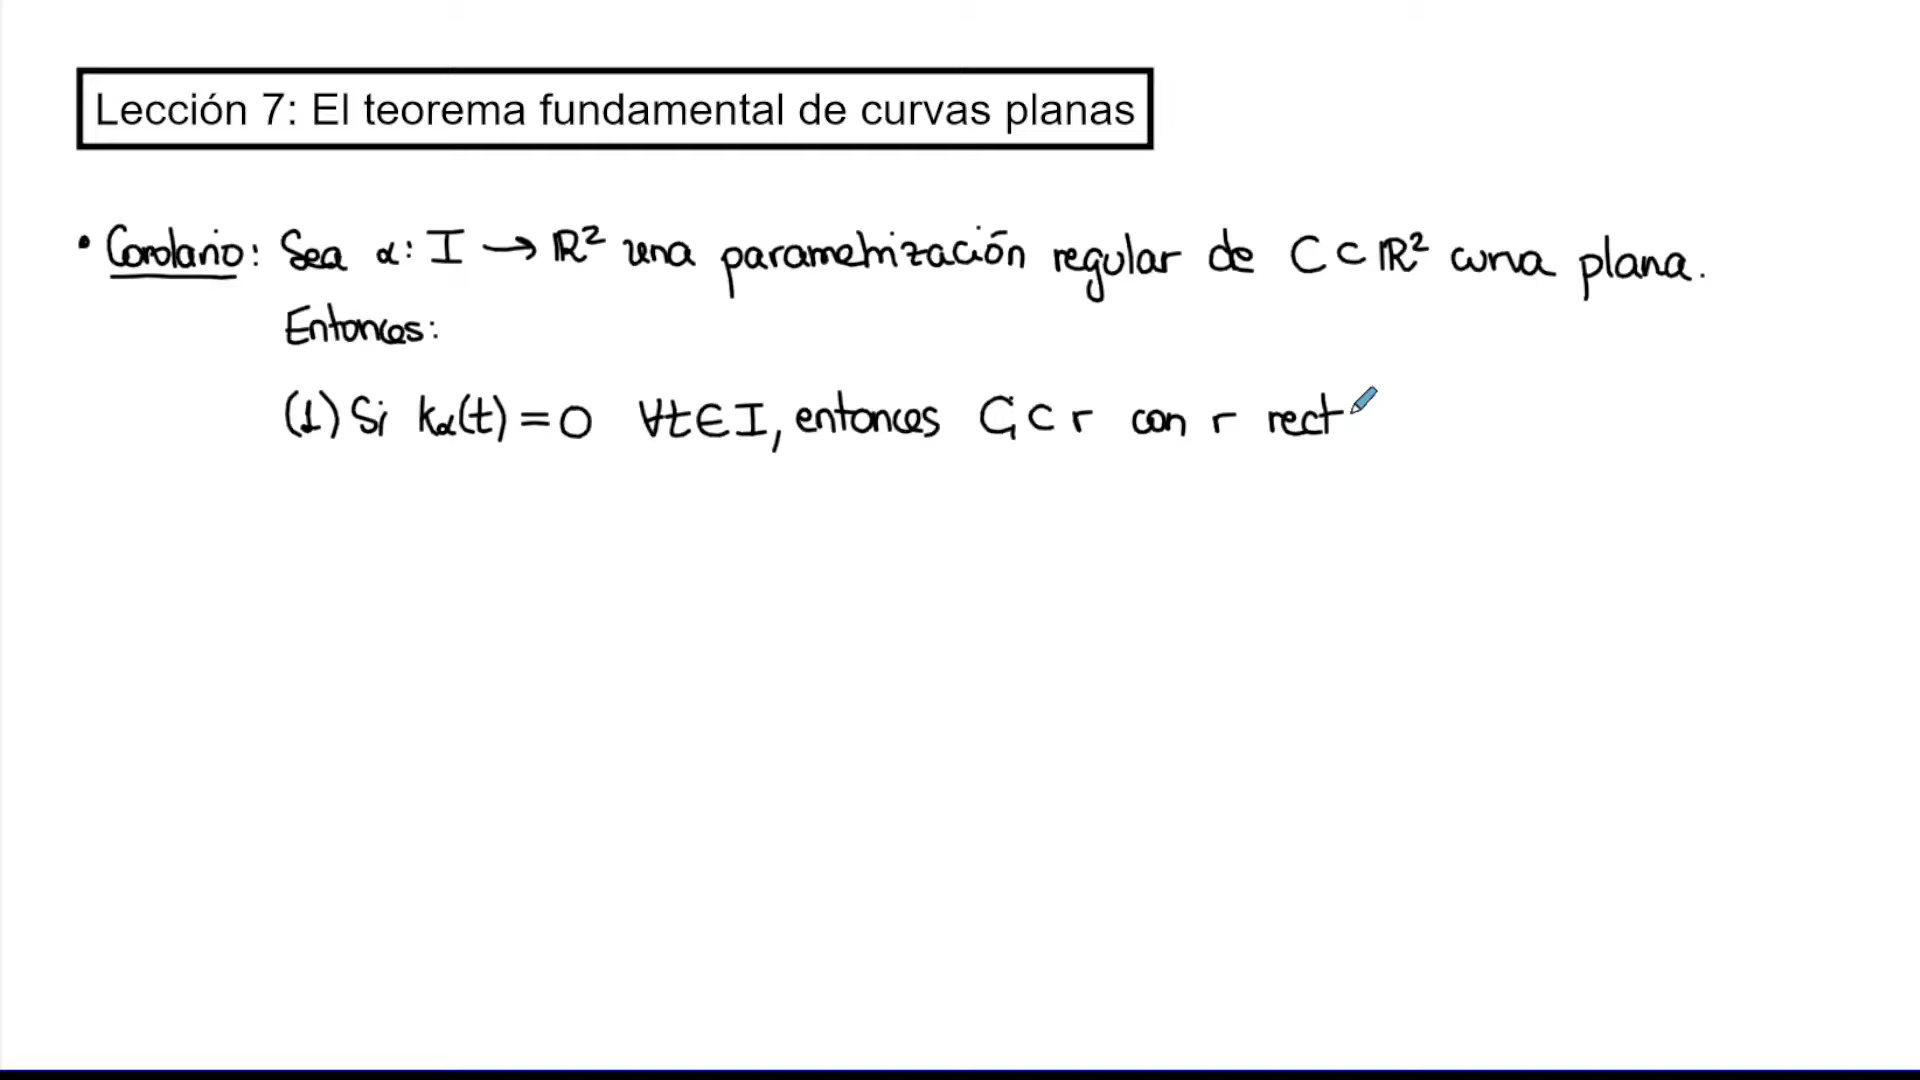 Lección 7: El teorema fundamental de curvas planas
• Corolario: Sea α: I → ℝ² una parametrización regular de C ⊂ ℝ² curva plana.
Entonces:
(1) Si kα(t) = 0 ∀t ∈ I, entonces C ⊂ r con r rect